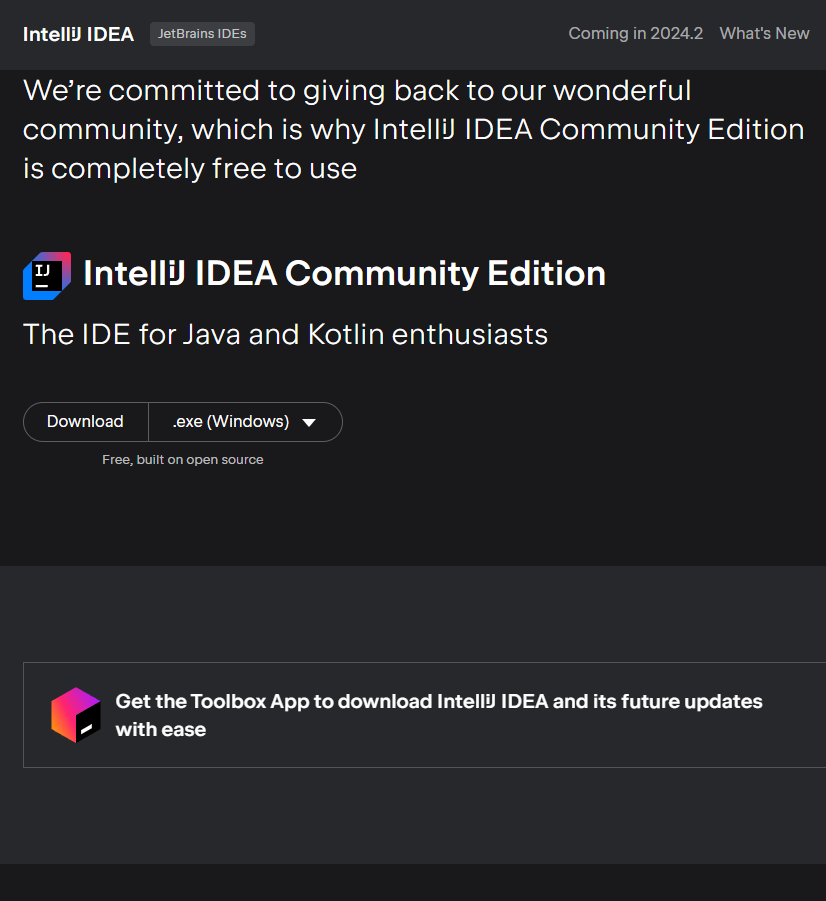 IntelliJ IDEA JetBrains IDEs Coming in 2024.2 What's New
We’re committed to giving back to our wonderful
community, which is why IntelliJ IDEA Community Edition
is completely free to use
IJ
IntelliJ IDEA Community Edition
The IDE for Java and Kotlin enthusiasts
Download .exe (Windows)
Free, built on open source
Get the Toolbox App to download IntelliJ IDEA and its future updates
with ease